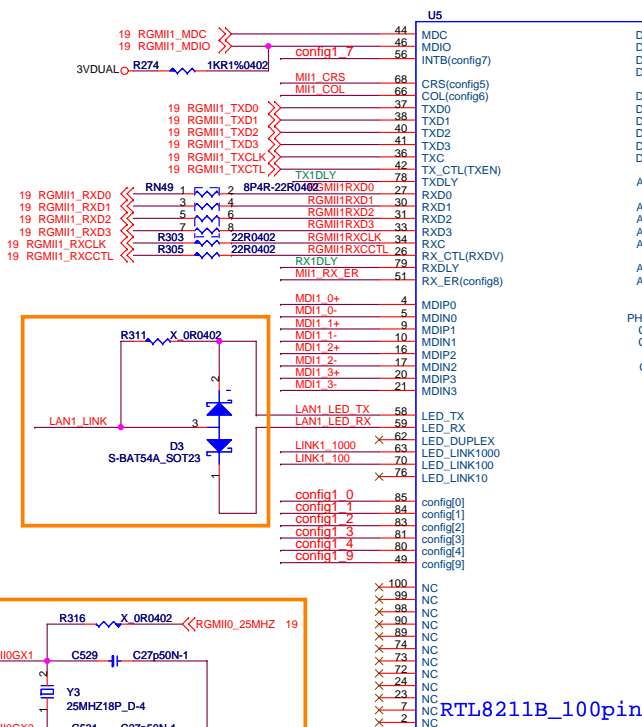 U5
19 RGMII1_MDC 44 MDC
19 RGMII1_MDIO 46 MDIO
config1_7 56 INTB(config7)
3VDUAL R274 1KR1%0402
MII1_CRS 68 CRS(config5)
MII1_COL 66 COL(config6)
19 RGMII1_TXD0 37 TXD0
19 RGMII1_TXD1 38 TXD1
19 RGMII1_TXD2 40 TXD2
19 RGMII1_TXD3 41 TXD3
19 RGMII1_TXCLK 36 TXC
19 RGMII1_TXCTL 42 TX_CTL(TXEN)
TX1DLY 78 TXDLY
19 RGMII1_RXD0 RN49 1 2 8P4R-22R0402 RGMII1RXD0 27 RXD0
19 RGMII1_RXD1 3 4 RGMII1RXD1 30 RXD1
19 RGMII1_RXD2 5 6 RGMII1RXD2 31 RXD2
19 RGMII1_RXD3 7 8 RGMII1RXD3 33 RXD3
19 RGMII1_RXCLK R303 22R0402 RGMII1RXCLK 34 RXC
19 RGMII1_RXCCTL R305 22R0402 RGMII1RXCCTL 26 RX_CTL(RXDV)
RX1DLY 79 RXDLY
MII1_RX_ER 51 RX_ER(config8)
MDI1_0+ 4 MDIP0
MDI1_0- 5 MDIN0
MDI1_1+ 9 MDIP1
MDI1_1- 10 MDIN1
MDI1_2+ 16 MDIP2
MDI1_2- 17 MDIN2
MDI1_3+ 20 MDIP3
MDI1_3- 21 MDIN3
R311 X_0R0402
2
LAN1_LINK 3
D3
S-BAT54A_SOT23
1
LAN1_LED_TX 58 LED_TX
LAN1_LED_RX 59 LED_RX
62 LED_DUPLEX
LINK1_1000 63 LED_LINK1000
LINK1_100 70 LED_LINK100
76 LED_LINK10
config1_0 85 config[0]
config1_1 84 config[1]
config1_2 83 config[2]
config1_3 81 config[3]
config1_4 80 config[4]
config1_9 49 config[9]
100 NC
99 NC
98 NC
90 NC
89 NC
74 NC
73 NC
72 NC
24 NC
23 NC
7 NC
2 NC
RTL8211B_100pin
R316 X_0R0402 RGMII0_25MHZ 19
C529 C27p50N-1
2
Y3
25MHZ18P_D-4
1